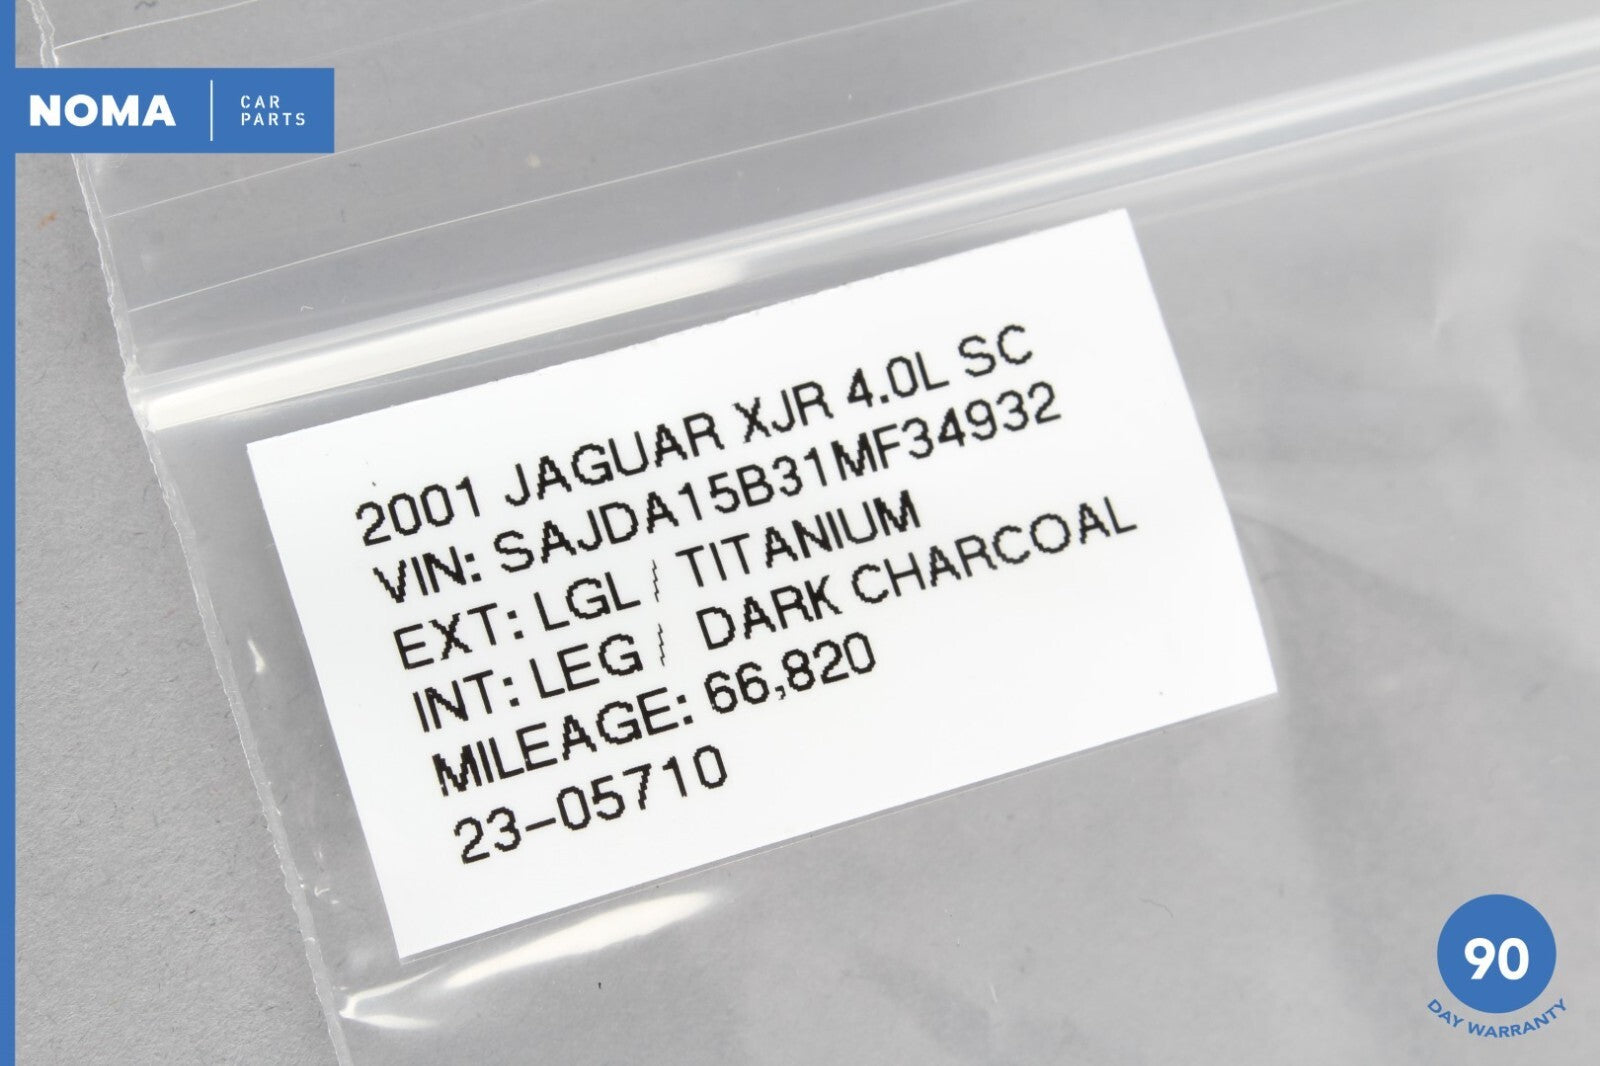 NOMA
CAR
PARTS
2001 JAGUAR XJR 4.0L SC
VIN: SAJDA15B31MF34932
EXT: LGL / TITANIUM
INT: LEG / DARK CHARCOAL
MILEAGE: 66,820
23-05710
90
DAY WARRANTY